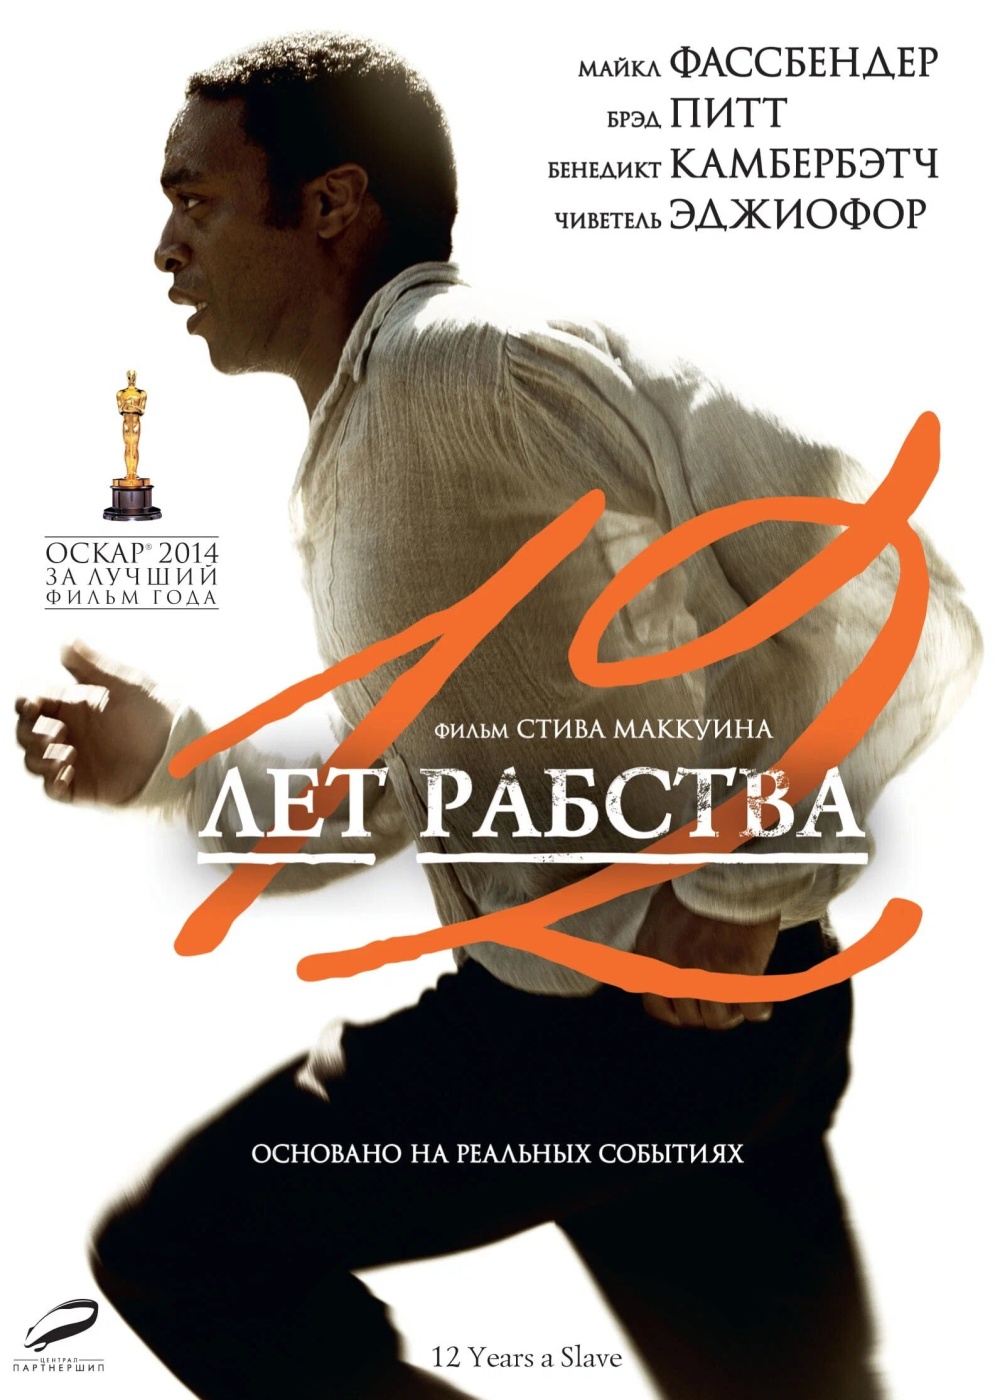 МАЙКЛ ФАССБЕНДЕР
БРЭД ПИТТ
БЕНЕДИКТ КАМБЕРБЭТЧ
ЧИВЕТЕЛЬ ЭДЖИОФОР
ОСКАР® 2014
ЗА ЛУЧШИЙ
ФИЛЬМ ГОДА
12
ФИЛЬМ СТИВА МАККУИНА
ЛЕТ РАБСТВА
ОСНОВАНО НА РЕАЛЬНЫХ СОБЫТИЯХ
ЦЕНТРАЛ
ПАРТНЕРШИП
12 Years a Slave